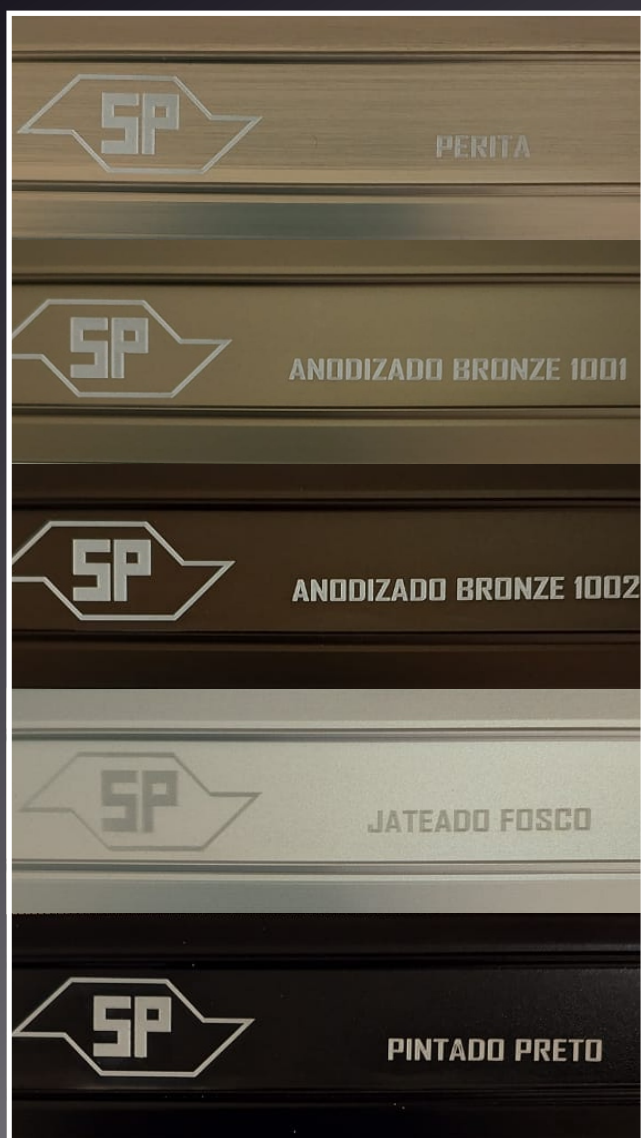 SP
PERITA
SP
ANODIZADO BRONZE 1001
SP
ANODIZADO BRONZE 1002
SP
JATEADO FOSCO
SP
PINTADO PRETO